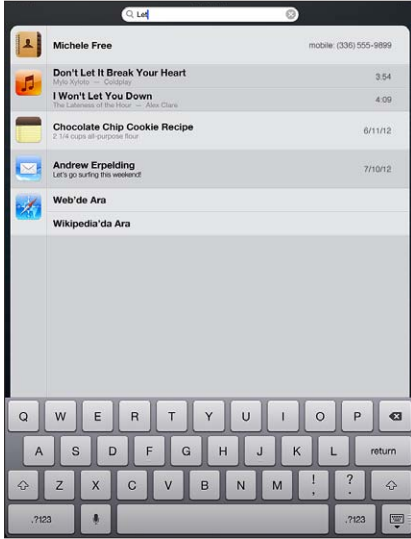 Let
Michele Free
mobile: (336) 555-9899
Don't Let It Break Your Heart
Mylo Xyloto — Coldplay
3:54
I Won't Let You Down
The Lateness of the Hour — Alex Clare
4:09
Chocolate Chip Cookie Recipe
2 1/4 cups all-purpose flour
6/11/12
Andrew Erpelding
Let's go surfing this weekend!
7/10/12
Web'de Ara
Wikipedia'da Ara
Q W E R T Y U I O P
A S D F G H J K L return
Z X C V B N M ! , ? .
.?123 .?123